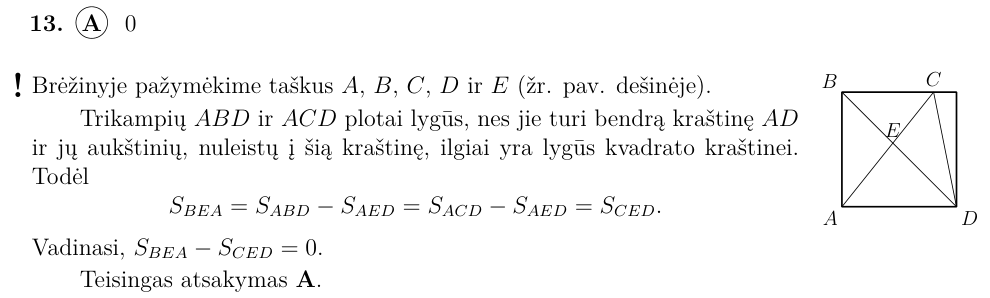 13. A 0
! Brėžinyje pažymėkime taškus A, B, C, D ir E (žr. pav. dešinėje).
Trikampių ABD ir ACD plotai lygūs, nes jie turi bendrą kraštinę AD
ir jų aukštinių, nuleistų į šią kraštinę, ilgiai yra lygūs kvadrato kraštinei.
Todėl
S_{BEA} = S_{ABD} − S_{AED} = S_{ACD} − S_{AED} = S_{CED}.
Vadinasi, S_{BEA} − S_{CED} = 0.
Teisingas atsakymas A.
B C
E
A D